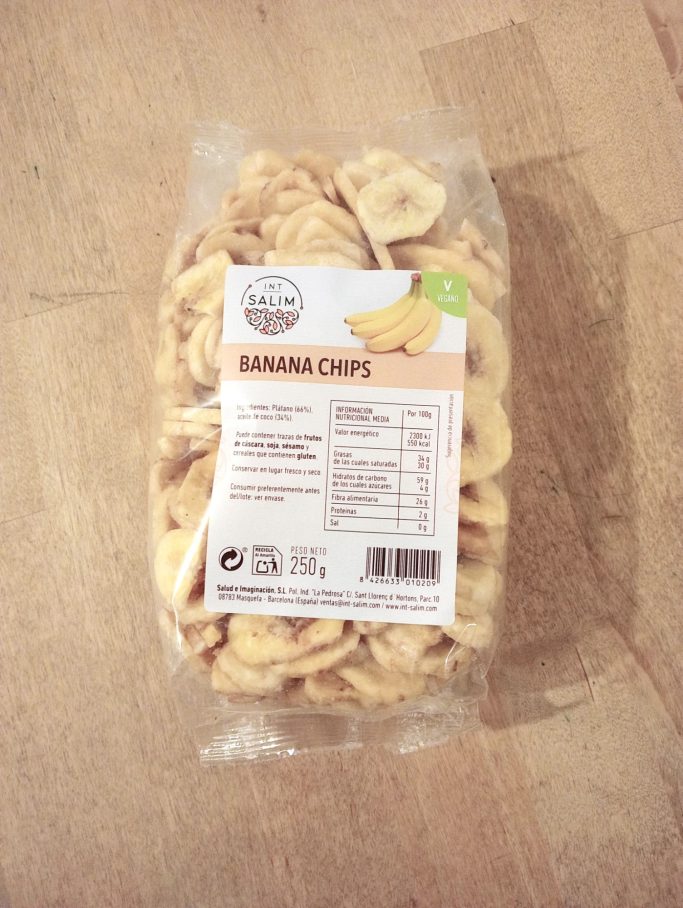 INT
SALIM
V
VEGANO
BANANA CHIPS
Ingredientes: Plátano (66%),
aceite de coco (34%).
Puede contener trazas de frutos
de cáscara, soja, sésamo y
cereales que contienen gluten.
Conservar en lugar fresco y seco.
Consumir preferentemente antes
del/lote: ver envase.
INFORMACIÓN
NUTRICIONAL MEDIA
Por 100g
Valor energético 2300 kJ
550 kcal
Grasas 34 g
de las cuales saturadas 30 g
Hidratos de carbono 59 g
de los cuales azúcares 4 g
Fibra alimentaria 26 g
Proteínas 2 g
Sal 0 g
Sugerencia de presentación
®
RECICLA
Al Amarillo
PESO NETO
250 g
8 426633 010209
Salud e Imaginación, S.L. Pol. Ind. "La Pedrosa" C/. Sant Llorenç d´Hortons, Parc.10
08783 Masquefa - Barcelona (España) ventas@int-salim.com / www.int-salim.com